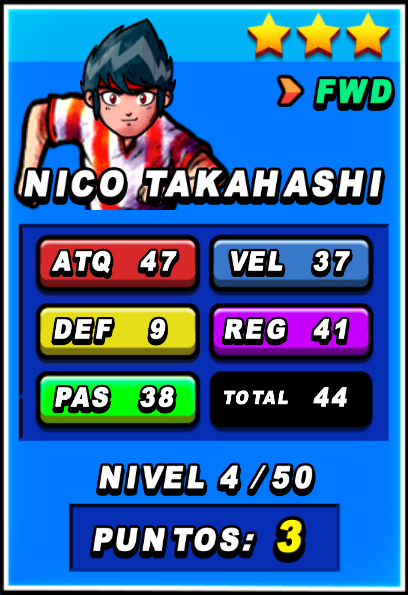 FWD
NICO TAKAHASHI
ATQ 47 VEL 37
DEF 9 REG 41
PAS 38 TOTAL 44
NIVEL 4 / 50
PUNTOS: 3